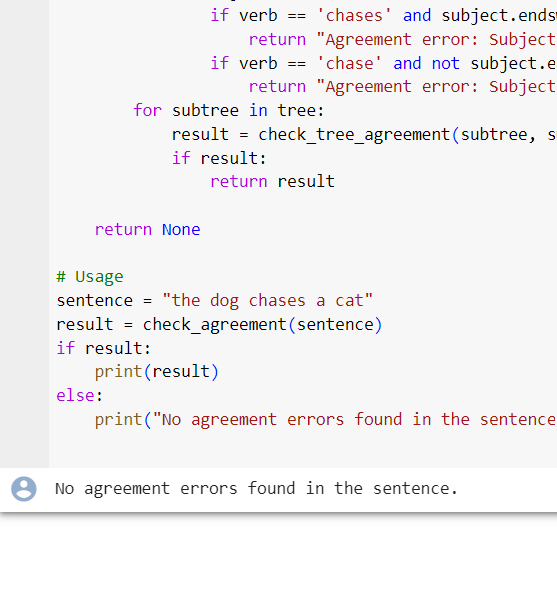 if verb == 'chases' and subject.ends
return "Agreement error: Subject
if verb == 'chase' and not subject.e
return "Agreement error: Subject
for subtree in tree:
result = check_tree_agreement(subtree, s
if result:
return result
return None
# Usage
sentence = "the dog chases a cat"
result = check_agreement(sentence)
if result:
print(result)
else:
print("No agreement errors found in the sentence
No agreement errors found in the sentence.